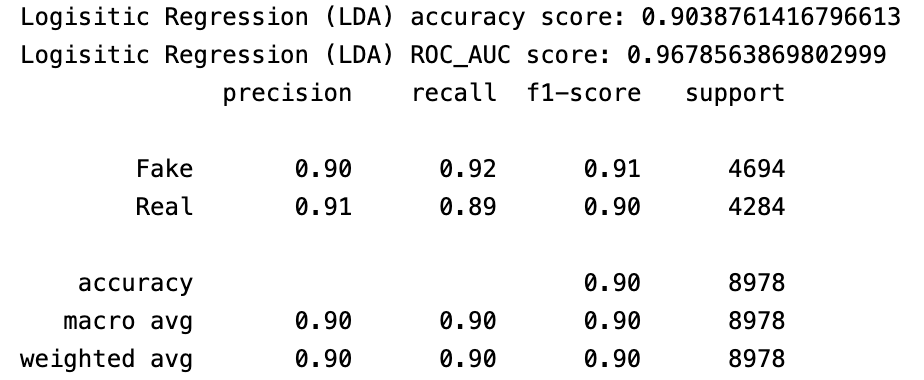 Logisitic Regression (LDA) accuracy score: 0.9038761416796613
Logisitic Regression (LDA) ROC_AUC score: 0.9678563869802999
precision recall f1-score support
Fake 0.90 0.92 0.91 4694
Real 0.91 0.89 0.90 4284
accuracy 0.90 8978
macro avg 0.90 0.90 0.90 8978
weighted avg 0.90 0.90 0.90 8978